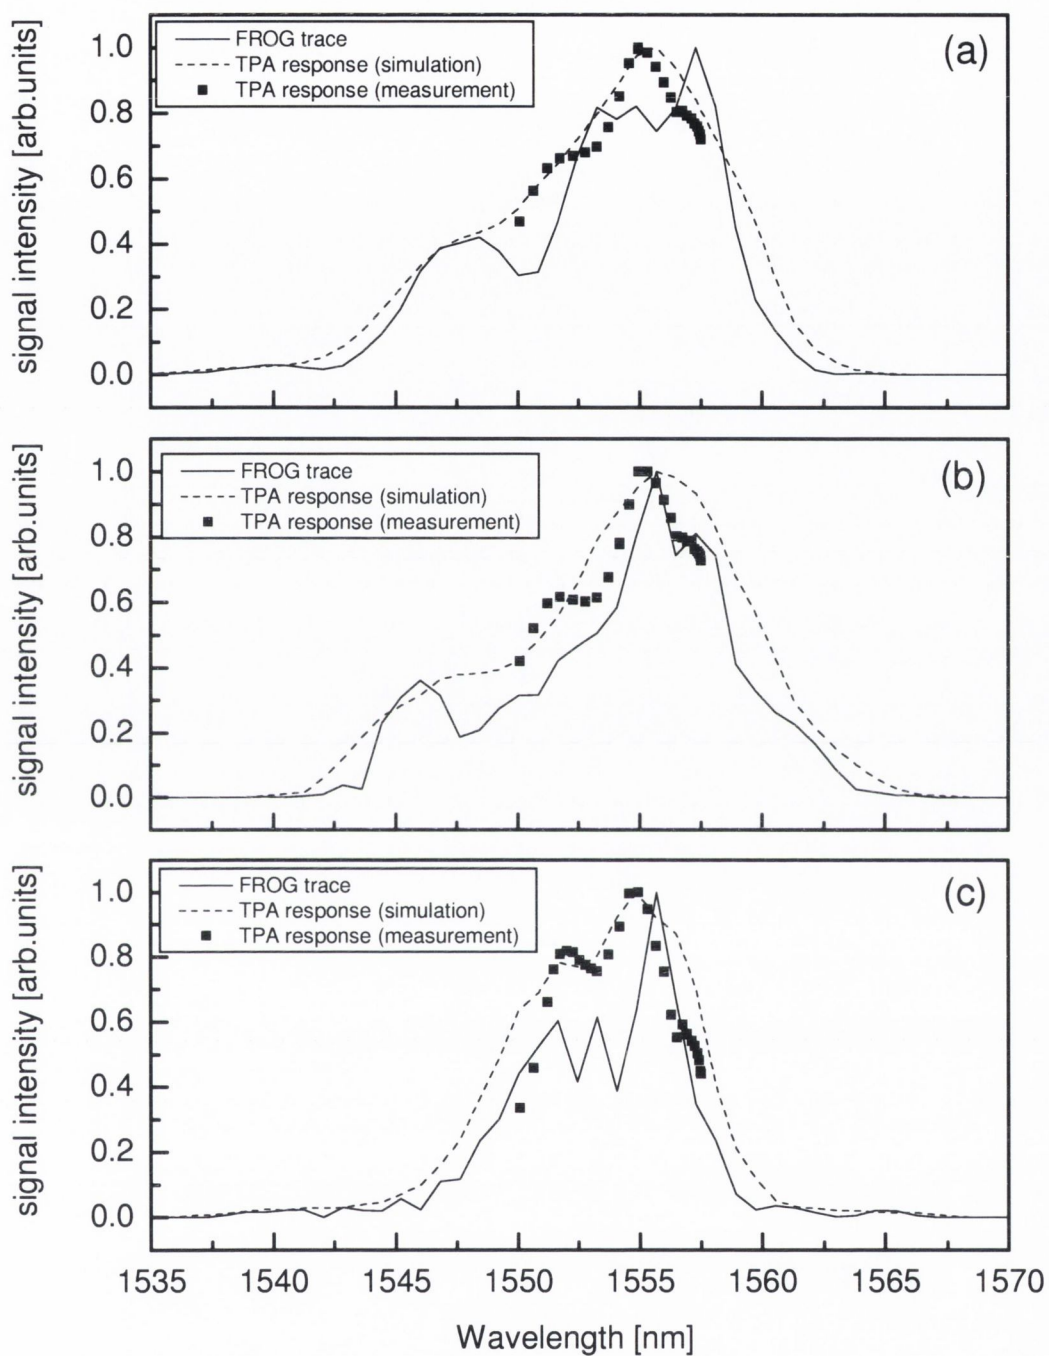 FROG trace
TPA response (simulation)
TPA response (measurement)
(a)
signal intensity [arb.units]
1.0
0.8
0.6
0.4
0.2
0.0
FROG trace
TPA response (simulation)
TPA response (measurement)
(b)
signal intensity [arb.units]
1.0
0.8
0.6
0.4
0.2
0.0
FROG trace
TPA response (simulation)
TPA response (measurement)
(c)
signal intensity [arb.units]
1.0
0.8
0.6
0.4
0.2
0.0
1535 1540 1545 1550 1555 1560 1565 1570
Wavelength [nm]